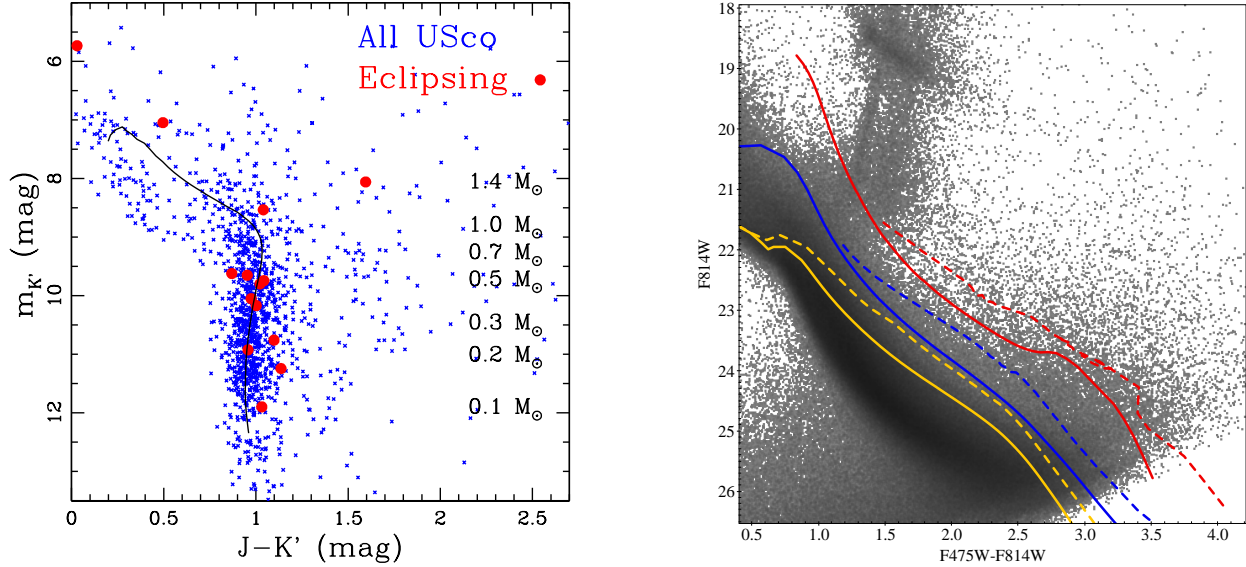 All USco
Eclipsing
6
8
10
12
m_K' (mag)
1.4 M⊙
1.0 M⊙
0.7 M⊙
0.5 M⊙
0.3 M⊙
0.2 M⊙
0.1 M⊙
0 0.5 1 1.5 2 2.5
J−K' (mag)
18
19
20
21
22
23
24
25
26
F814W
0.5 1.0 1.5 2.0 2.5 3.0 3.5 4.0
F475W-F814W